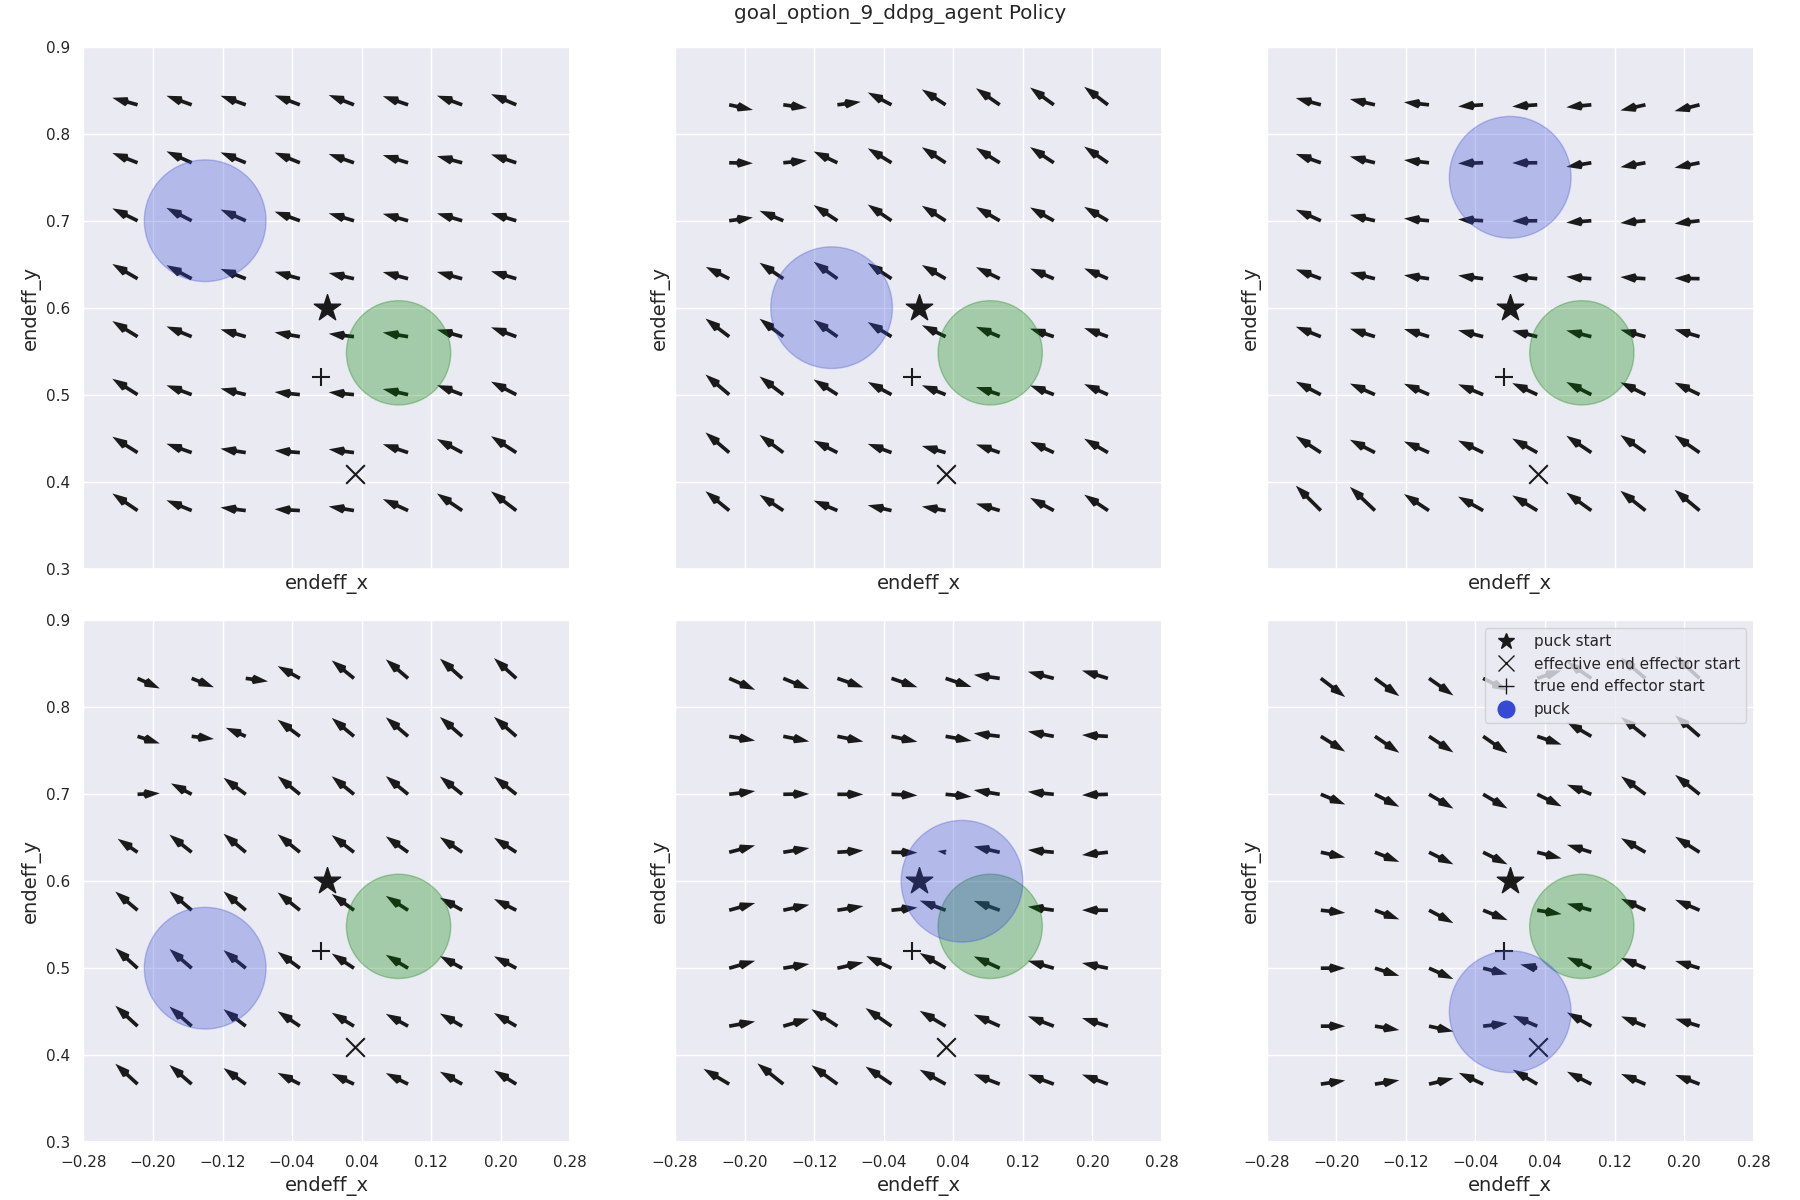 goal_option_9_ddpg_agent Policy
0.9
0.8
0.7
0.6
0.5
0.4
0.3
endeff_y
endeff_x
endeff_y
endeff_x
endeff_y
endeff_x
0.9
0.8
0.7
0.6
0.5
0.4
0.3
endeff_y
−0.28 −0.20 −0.12 −0.04 0.04 0.12 0.20 0.28
endeff_x
endeff_y
−0.28 −0.20 −0.12 −0.04 0.04 0.12 0.20 0.28
endeff_x
puck start
effective end effector start
true end effector start
puck
endeff_y
−0.28 −0.20 −0.12 −0.04 0.04 0.12 0.20 0.28
endeff_x